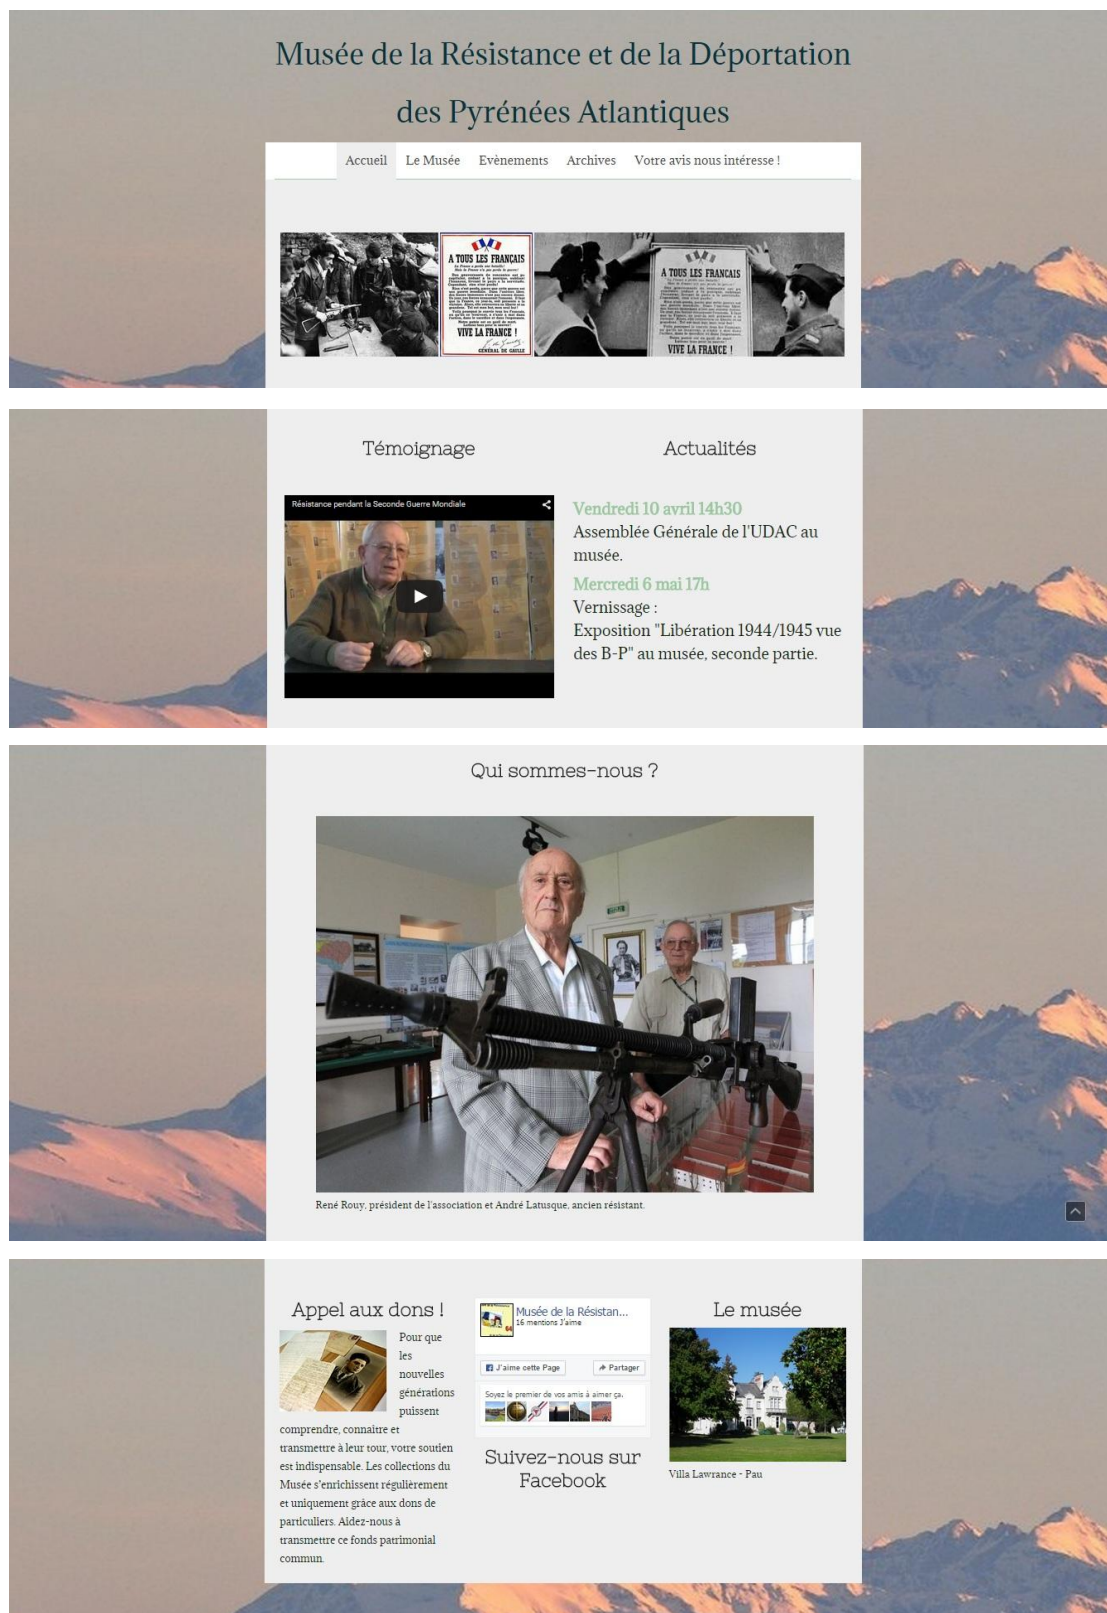 Musée de la Résistance et de la Déportation
des Pyrénées Atlantiques
Accueil Le Musée Evènements Archives Votre avis nous intéresse !
A TOUS LES FRANÇAIS
VIVE LA FRANCE !
GÉNÉRAL DE GAULLE
A TOUS LES FRANÇAIS
VIVE LA FRANCE !
Témoignage
Résistance pendant la Seconde Guerre Mondiale
Actualités
Vendredi 10 avril 14h30
Assemblée Générale de l'UDAC au
musée.
Mercredi 6 mai 17h
Vernissage :
Exposition "Libération 1944/1945 vue
des B-P" au musée, seconde partie.
Qui sommes-nous ?
René Rouy, président de l'association et André Latusque, ancien résistant.
Appel aux dons !
Pour que
les
nouvelles
générations
puissent
comprendre, connaitre et
transmettre à leur tour, votre soutien
est indispensable. Les collections du
Musée s'enrichissent régulièrement
et uniquement grâce aux dons de
particuliers. Aidez-nous à
transmettre ce fonds patrimonial
commun.
64
Musée de la Résistan...
16 mentions J'aime
J'aime cette Page
Partager
Soyez le premier de vos amis à aimer ça.
Suivez-nous sur
Facebook
Le musée
Villa Lawrance - Pau